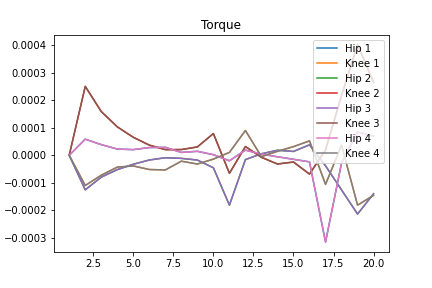 Torque
0.0004
0.0003
0.0002
0.0001
0.0000
−0.0001
−0.0002
−0.0003
2.5 5.0 7.5 10.0 12.5 15.0 17.5 20.0
Hip 1
Knee 1
Hip 2
Knee 2
Hip 3
Knee 3
Hip 4
Knee 4